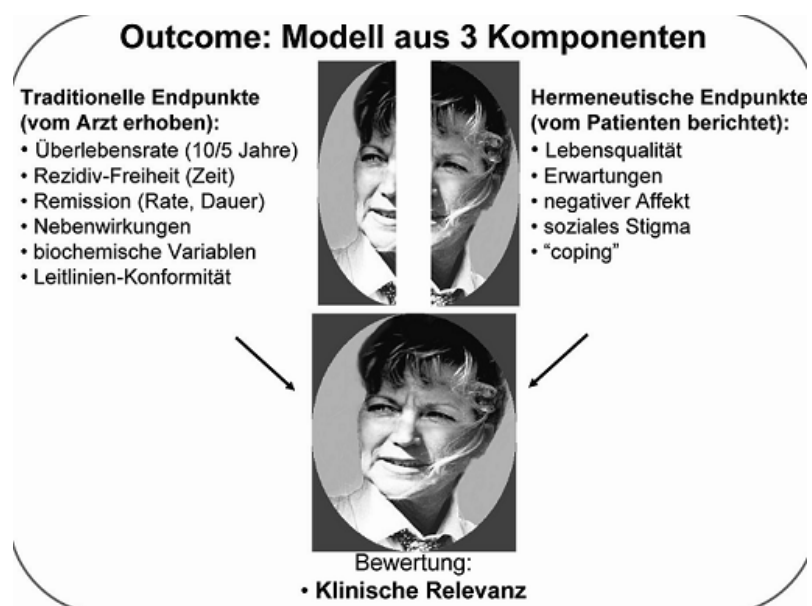 Outcome: Modell aus 3 Komponenten
Traditionelle Endpunkte
(vom Arzt erhoben):
• Überlebensrate (10/5 Jahre)
• Rezidiv-Freiheit (Zeit)
• Remission (Rate, Dauer)
• Nebenwirkungen
• biochemische Variablen
• Leitlinien-Konformität
Hermeneutische Endpunkte
(vom Patienten berichtet):
• Lebensqualität
• Erwartungen
• negativer Affekt
• soziales Stigma
• “coping”
Bewertung:
• Klinische Relevanz